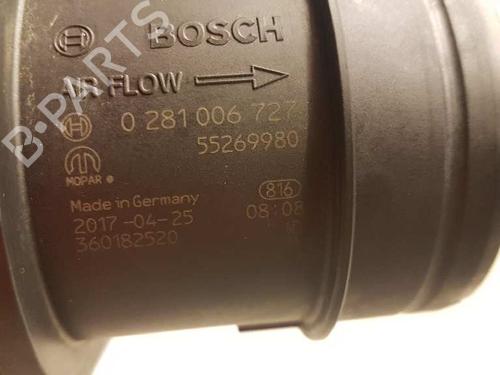 BOSCH
AIR FLOW
0 281 006 727
55269980
MOPAR ®
Made in Germany
816
2017-04-25
08:08
360182520
B-PARTS